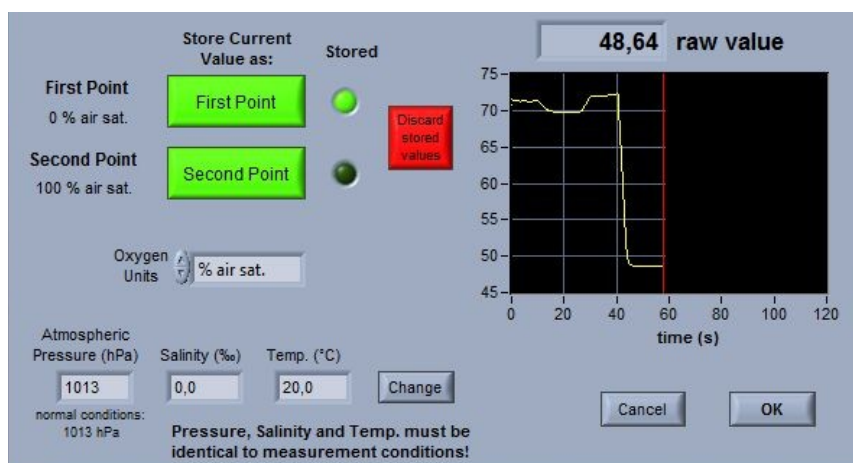 Store Current
Value as:
Stored
48,64 raw value
First Point
0 % air sat.
First Point
Discard
stored
values
Second Point
100 % air sat.
Second Point
Oxygen
Units
% air sat.
75
70
65
60
55
50
45
0 20 40 60 80 100 120
time (s)
Atmospheric
Pressure (hPa)
Salinity (‰)
Temp. (°C)
1013
0,0
20,0
Change
normal conditions:
1013 hPa
Pressure, Salinity and Temp. must be
identical to measurement conditions!
Cancel
OK